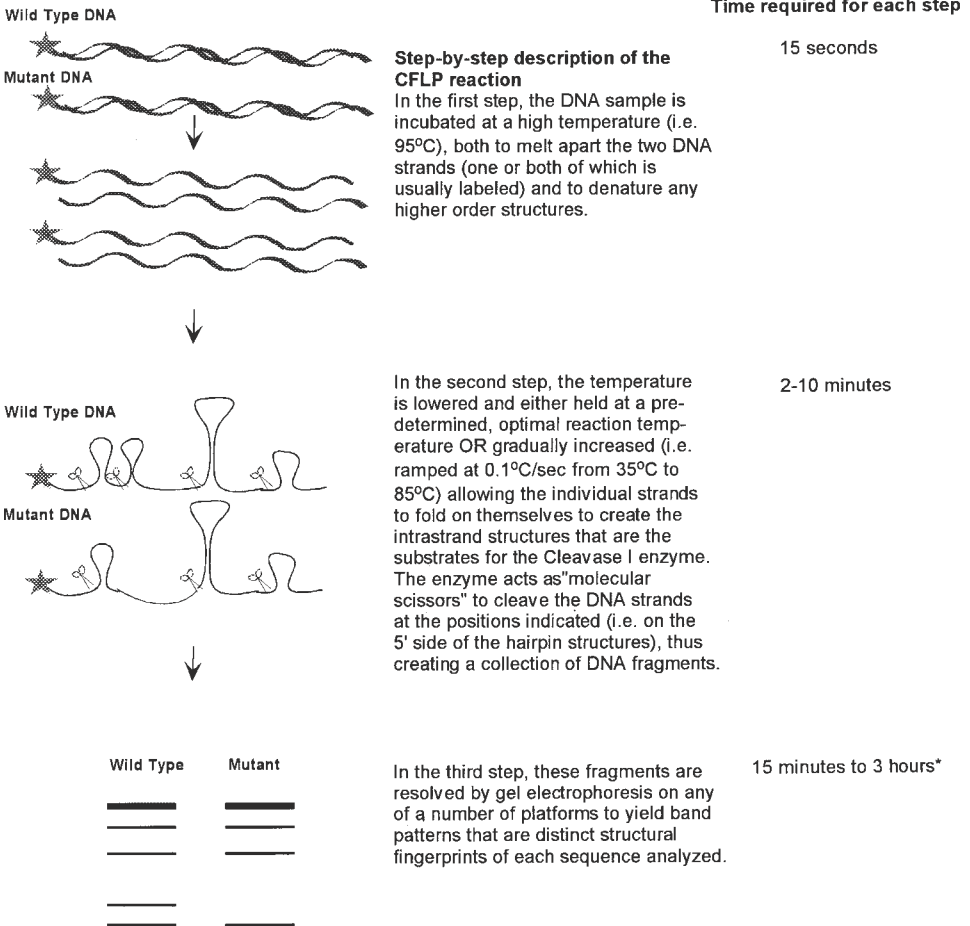 Time required for each step
Wild Type DNA
15 seconds
Mutant DNA
Step-by-step description of the
CFLP reaction
In the first step, the DNA sample is
incubated at a high temperature (i.e.
95ºC), both to melt apart the two DNA
strands (one or both of which is
usually labeled) and to denature any
higher order structures.
Wild Type DNA
Mutant DNA
In the second step, the temperature
is lowered and either held at a pre-
determined, optimal reaction temp-
erature OR gradually increased (i.e.
ramped at 0.1ºC/sec from 35ºC to
85ºC) allowing the individual strands
to fold on themselves to create the
intrastrand structures that are the
substrates for the Cleavase I enzyme.
The enzyme acts as"molecular
scissors" to cleave the DNA strands
at the positions indicated (i.e. on the
5' side of the hairpin structures), thus
creating a collection of DNA fragments.
2-10 minutes
Wild Type
Mutant
In the third step, these fragments are
resolved by gel electrophoresis on any
of a number of platforms to yield band
patterns that are distinct structural
fingerprints of each sequence analyzed.
15 minutes to 3 hours*